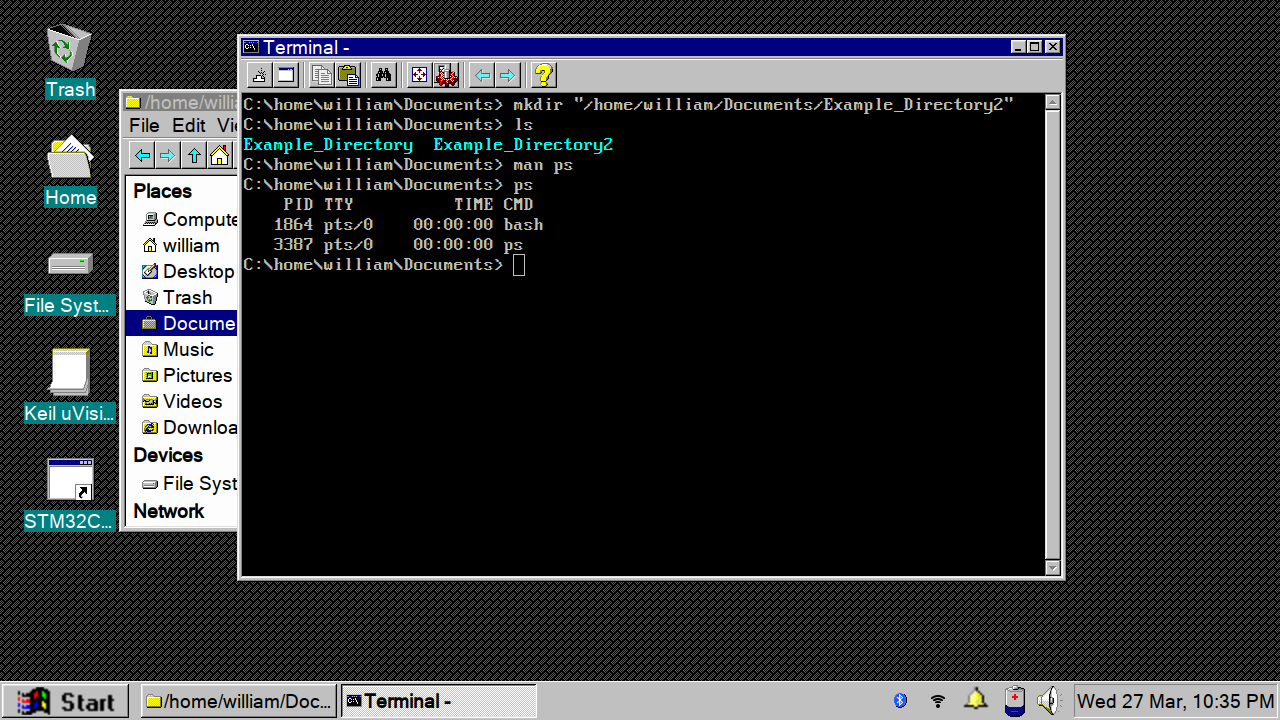 Trash
Home
File Syst...
Keil uVisi...
STM32C...
/home/willia
File Edit Vie
Places
Compute
william
Desktop
Trash
Docume
Music
Pictures
Videos
Downloa
Devices
File Syst
Network
Terminal -
C:\home\william\Documents> mkdir "/home/william/Documents/Example_Directory2"
C:\home\william\Documents> ls
Example_Directory  Example_Directory2
C:\home\william\Documents> man ps
C:\home\william\Documents> ps
    PID TTY          TIME CMD
   1864 pts/0    00:00:00 bash
   3387 pts/0    00:00:00 ps
C:\home\william\Documents>
Start
/home/william/Doc...
Terminal -
Wed 27 Mar, 10:35 PM